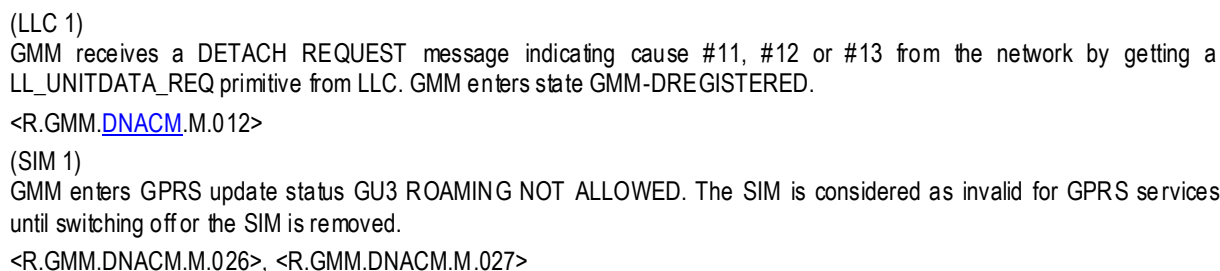 (LLC 1)
GMM receives a DETACH REQUEST message indicating cause #11, #12 or #13 from the network by getting a
LL_UNITDATA_REQ primitive from LLC. GMM enters state GMM-DREGISTERED.
<R.GMM.DNACM.M.012>
(SIM 1)
GMM enters GPRS update status GU3 ROAMING NOT ALLOWED. The SIM is considered as invalid for GPRS services
until switching off or the SIM is removed.
<R.GMM.DNACM.M.026>, <R.GMM.DNACM.M.027>